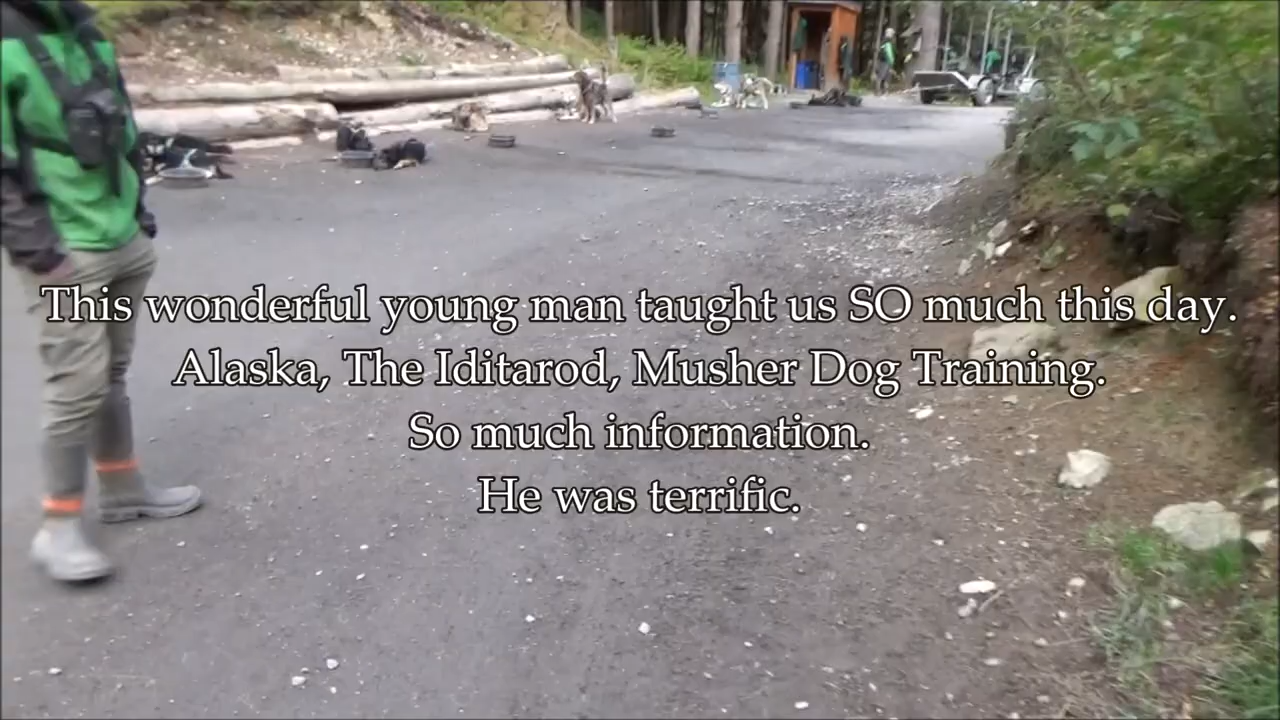 This wonderful young man taught us SO much this day.
Alaska, The Iditarod, Musher Dog Training.
So much information.
He was terrific.